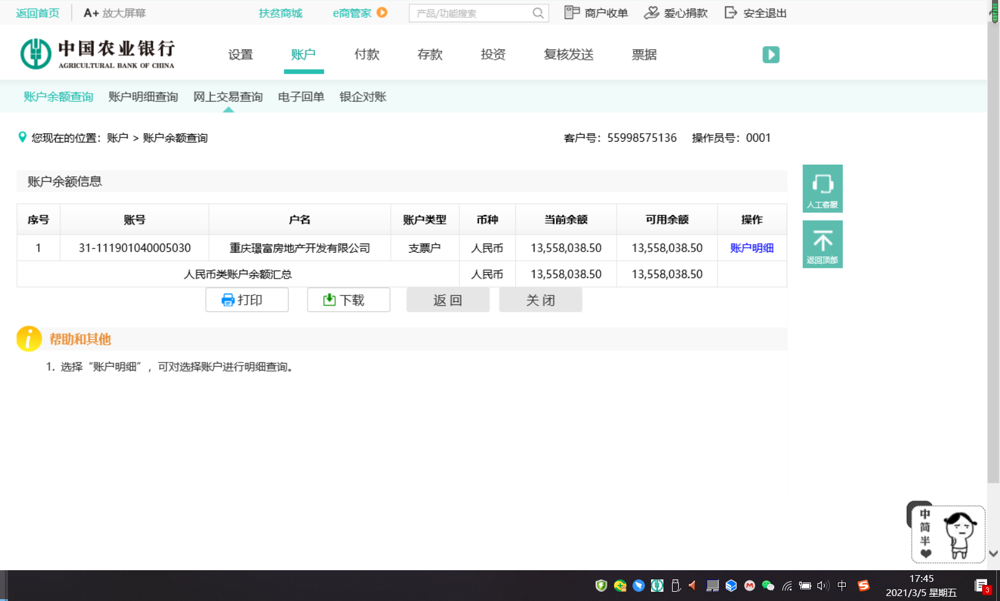 返回首页 A+ 放大屏幕 扶贫商城 e商管家 产品/功能搜索 商户收单 爱心捐款 安全退出
中国农业银行
AGRICULTURAL BANK OF CHINA
设置 账户 付款 存款 投资 复核发送 票据
账户余额查询 账户明细查询 网上交易查询 电子回单 银企对账
您现在的位置：账户 > 账户余额查询 客户号：55998575136 操作员号：0001
账户余额信息
序号 账号 户名 账户类型 币种 当前余额 可用余额 操作
1 31-111901040005030 重庆璟富房地产开发有限公司 支票户 人民币 13,558,038.50 13,558,038.50 账户明细
人民币类账户余额汇总 人民币 13,558,038.50 13,558,038.50
打印 下载 返 回 关 闭
人工客服
返回顶部
帮助和其他
1. 选择“账户明细”，可对选择账户进行明细查询。
中
简
半
中
17:45
2021/3/5 星期五
3